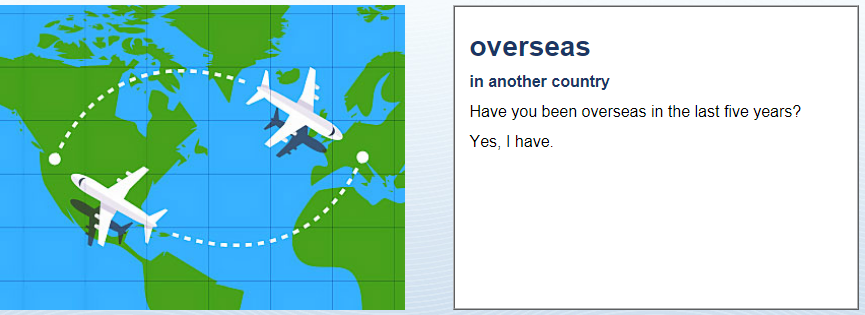 overseas
in another country
Have you been overseas in the last five years?
Yes, I have.